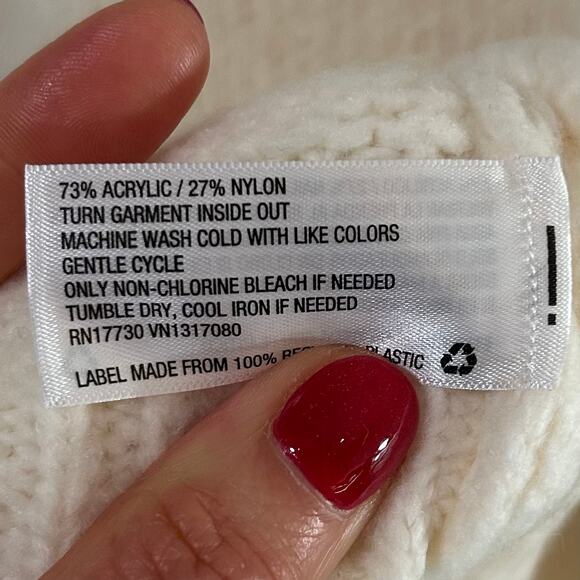 73% ACRYLIC / 27% NYLON
TURN GARMENT INSIDE OUT
MACHINE WASH COLD WITH LIKE COLORS
GENTLE CYCLE
ONLY NON-CHLORINE BLEACH IF NEEDED
TUMBLE DRY, COOL IRON IF NEEDED
RN17730 VN1317080
LABEL MADE FROM 100% PLASTIC